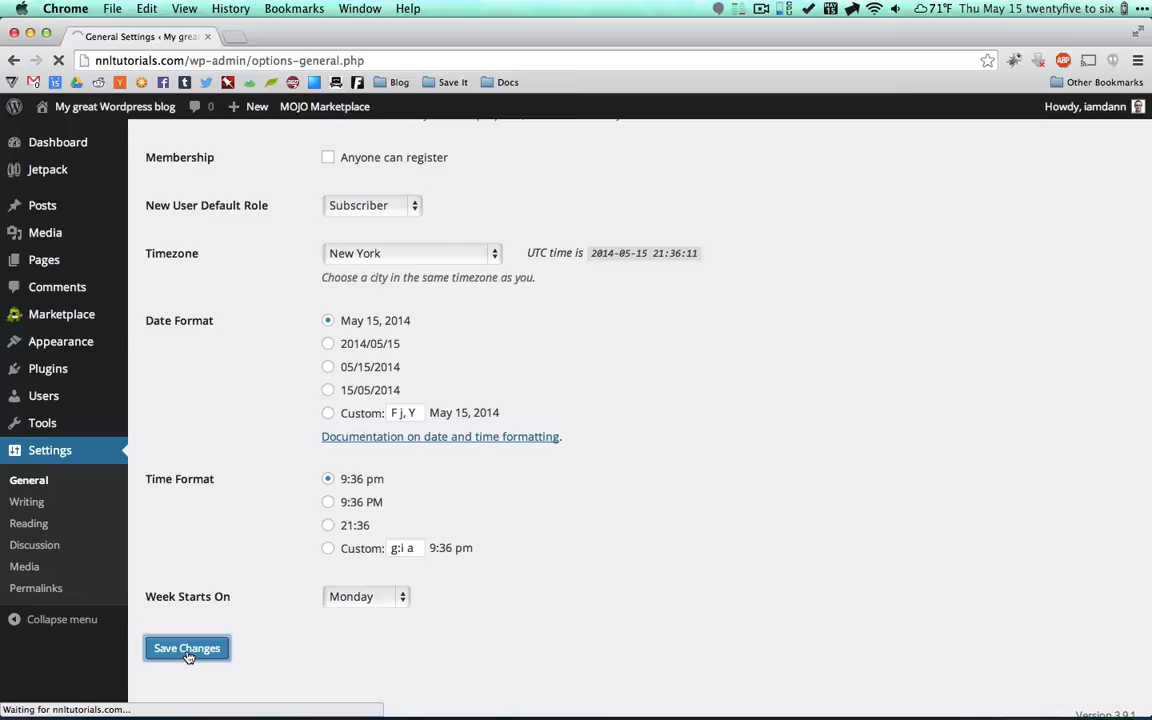 Chrome File Edit View History Bookmarks Window Help 71°F Thu May 15 twentyfive to six
General Settings ‹ My grea
nnltutorials.com/wp-admin/options-general.php
Blog Save It Docs Other Bookmarks
My great Wordpress blog 0 New MOJO Marketplace Howdy, iamdann
Dashboard
Jetpack
Posts
Media
Pages
Comments
Marketplace
Appearance
Plugins
Users
Tools
Settings
General
Writing
Reading
Discussion
Media
Permalinks
Collapse menu
Membership Anyone can register
New User Default Role Subscriber
Timezone New York UTC time is 2014-05-15 21:36:11
Choose a city in the same timezone as you.
Date Format May 15, 2014
2014/05/15
05/15/2014
15/05/2014
Custom: F j, Y May 15, 2014
Documentation on date and time formatting.
Time Format 9:36 pm
9:36 PM
21:36
Custom: g:i a 9:36 pm
Week Starts On Monday
Save Changes
Waiting for nnltutorials.com...
Version 3.9.1